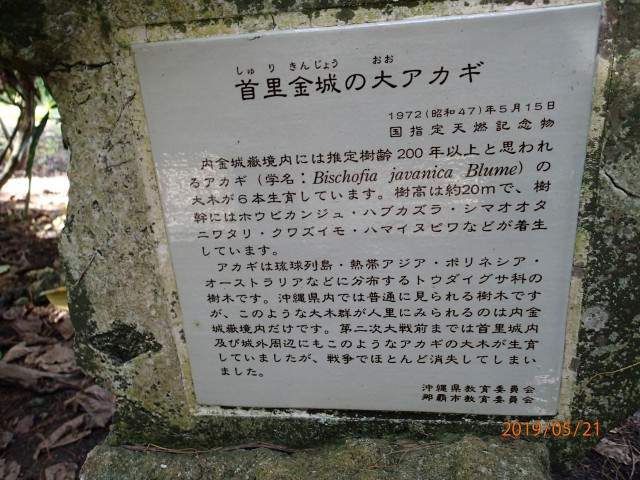 しゅ り きんじょう おお
首里金城の大アカギ
1972(昭和47)年5月15日
国指定天燃記念物
内金城嶽境内には推定樹齢200年以上と思われ
るアカギ(学名:Bischofia javanica Blume)の
大木が6本生育しています。樹高は約20mで、樹
幹にはホウビカンジュ・ハブカズラ・シマオオタ
ニワタリ・クワズイモ・ハマイヌビワなどが着生
しています。
アカギは琉球列島・熱帯アジア・ポリネシア・
オーストラリアなどに分布するトウダイグサ科の
樹木です。沖縄県内では普通に見られる樹木です
が、このような大木群が人里にみられるのは内金
城嶽境内だけです。第二次大戦前までは首里城内
及び城外周辺にもこのようなアカギの大木が生育
していましたが、戦争でほとんど消失してしまい
ました。
沖縄県教育委員会
那覇市教育委員会
2019/05/21